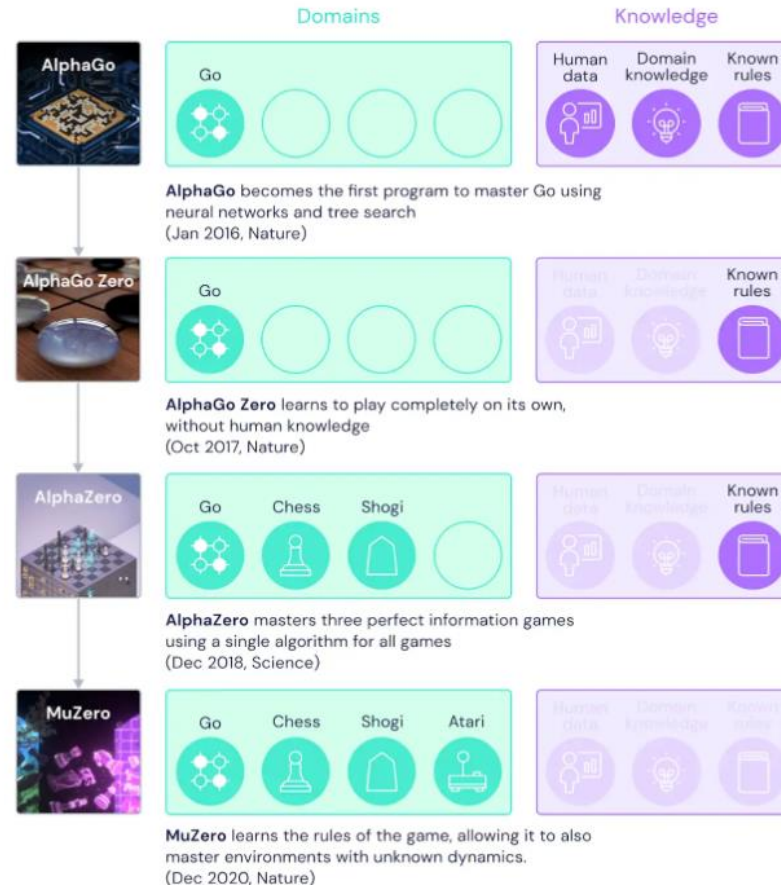 Domains
Knowledge
AlphaGo
Go
Human
data
Domain
knowledge
Known
rules
AlphaGo becomes the first program to master Go using
neural networks and tree search
(Jan 2016, Nature)
AlphaGo Zero
Go
Human
data
Domain
knowledge
Known
rules
AlphaGo Zero learns to play completely on its own,
without human knowledge
(Oct 2017, Nature)
AlphaZero
Go
Chess
Shogi
Human
data
Domain
knowledge
Known
rules
AlphaZero masters three perfect information games
using a single algorithm for all games
(Dec 2018, Science)
MuZero
Go
Chess
Shogi
Atari
Human
data
Domain
knowledge
Known
rules
MuZero learns the rules of the game, allowing it to also
master environments with unknown dynamics.
(Dec 2020, Nature)